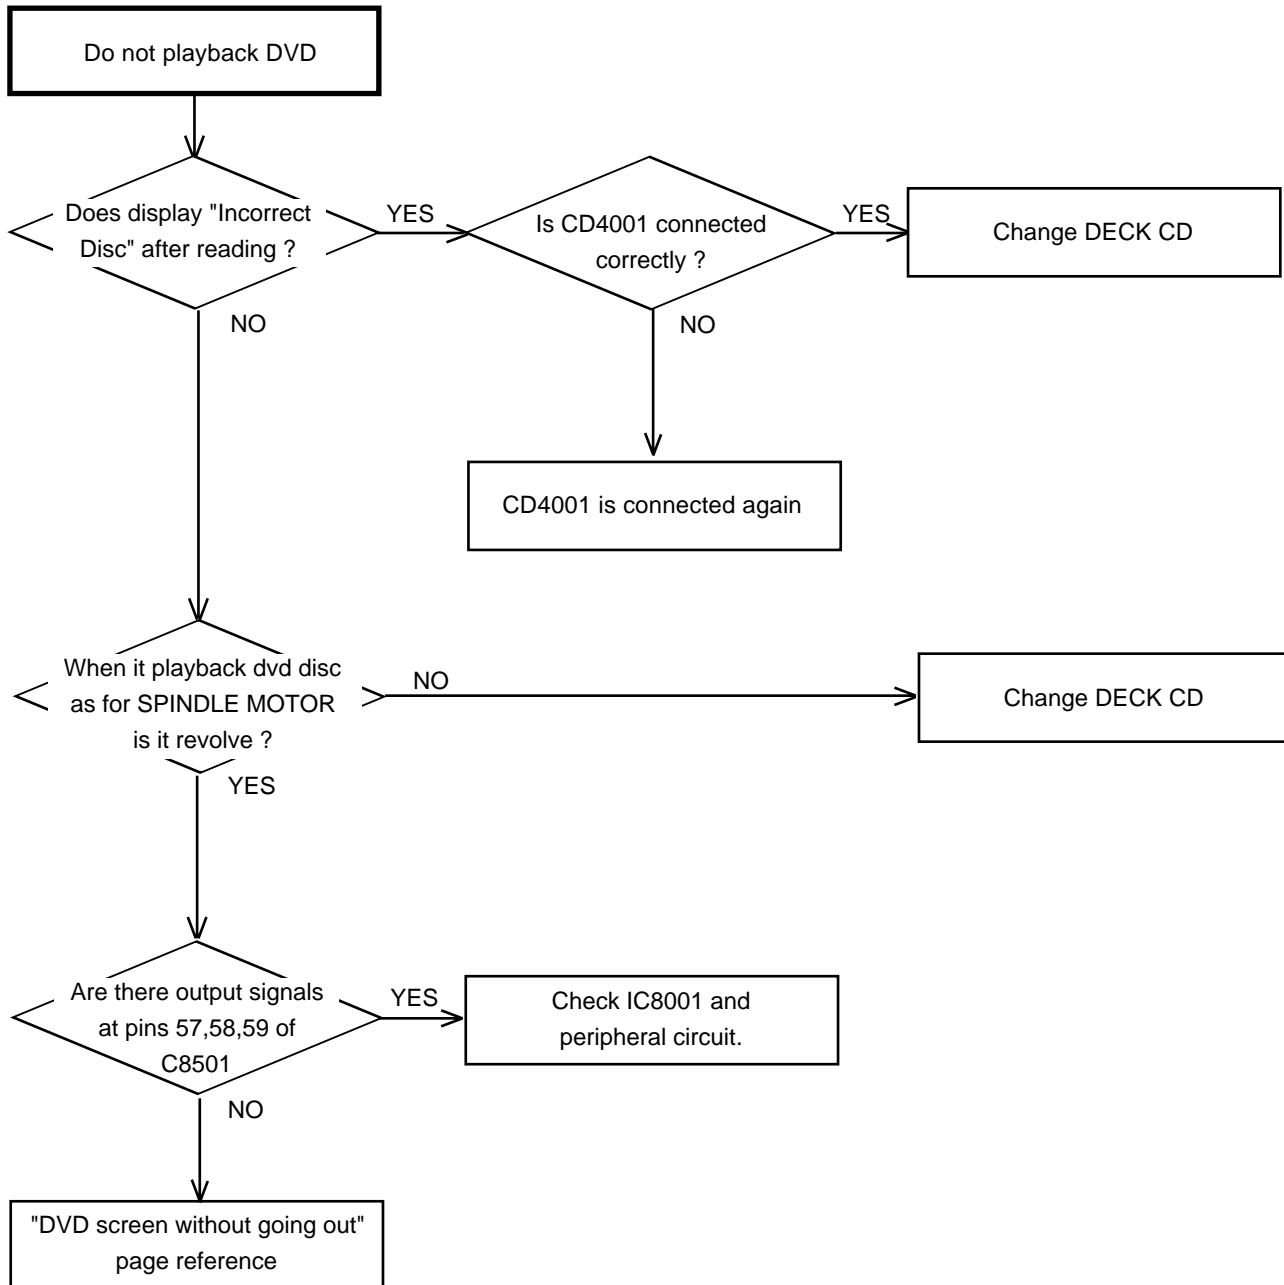 Do not playback DVD
Does display "Incorrect
Disc" after reading ?
YES
Is CD4001 connected
correctly ?
YES
Change DECK CD
NO
NO
CD4001 is connected again
When it playback dvd disc
as for SPINDLE MOTOR
is it revolve ?
NO
Change DECK CD
YES
Are there output signals
at pins 57,58,59 of
C8501
YES
Check IC8001 and
peripheral circuit.
NO
"DVD screen without going out"
page reference